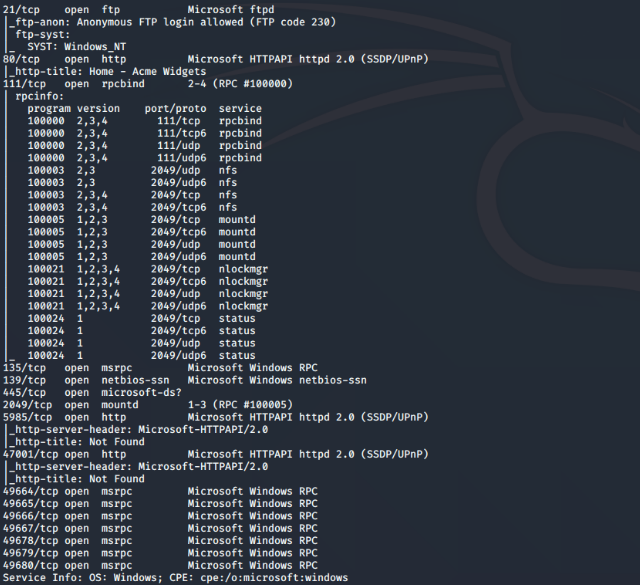 21/tcp    open  ftp           Microsoft ftpd
|_ftp-anon: Anonymous FTP login allowed (FTP code 230)
| ftp-syst:
|_  SYST: Windows_NT
80/tcp    open  http          Microsoft HTTPAPI httpd 2.0 (SSDP/UPnP)
|_http-title: Home - Acme Widgets
111/tcp   open  rpcbind       2-4 (RPC #100000)
| rpcinfo:
|   program version    port/proto  service
|   100000  2,3,4        111/tcp   rpcbind
|   100000  2,3,4        111/tcp6  rpcbind
|   100000  2,3,4        111/udp   rpcbind
|   100000  2,3,4        111/udp6  rpcbind
|   100003  2,3         2049/udp   nfs
|   100003  2,3         2049/udp6  nfs
|   100003  2,3,4       2049/tcp   nfs
|   100003  2,3,4       2049/tcp6  nfs
|   100005  1,2,3       2049/tcp   mountd
|   100005  1,2,3       2049/tcp6  mountd
|   100005  1,2,3       2049/udp   mountd
|   100005  1,2,3       2049/udp6  mountd
|   100021  1,2,3,4     2049/tcp   nlockmgr
|   100021  1,2,3,4     2049/tcp6  nlockmgr
|   100021  1,2,3,4     2049/udp   nlockmgr
|   100021  1,2,3,4     2049/udp6  nlockmgr
|   100024  1           2049/tcp   status
|   100024  1           2049/tcp6  status
|   100024  1           2049/udp   status
|_  100024  1           2049/udp6  status
135/tcp   open  msrpc         Microsoft Windows RPC
139/tcp   open  netbios-ssn   Microsoft Windows netbios-ssn
445/tcp   open  microsoft-ds?
2049/tcp  open  mountd        1-3 (RPC #100005)
5985/tcp  open  http          Microsoft HTTPAPI httpd 2.0 (SSDP/UPnP)
|_http-server-header: Microsoft-HTTPAPI/2.0
|_http-title: Not Found
47001/tcp open  http          Microsoft HTTPAPI httpd 2.0 (SSDP/UPnP)
|_http-server-header: Microsoft-HTTPAPI/2.0
|_http-title: Not Found
49664/tcp open  msrpc         Microsoft Windows RPC
49665/tcp open  msrpc         Microsoft Windows RPC
49666/tcp open  msrpc         Microsoft Windows RPC
49667/tcp open  msrpc         Microsoft Windows RPC
49678/tcp open  msrpc         Microsoft Windows RPC
49679/tcp open  msrpc         Microsoft Windows RPC
49680/tcp open  msrpc         Microsoft Windows RPC
Service Info: OS: Windows; CPE: cpe:/o:microsoft:windows